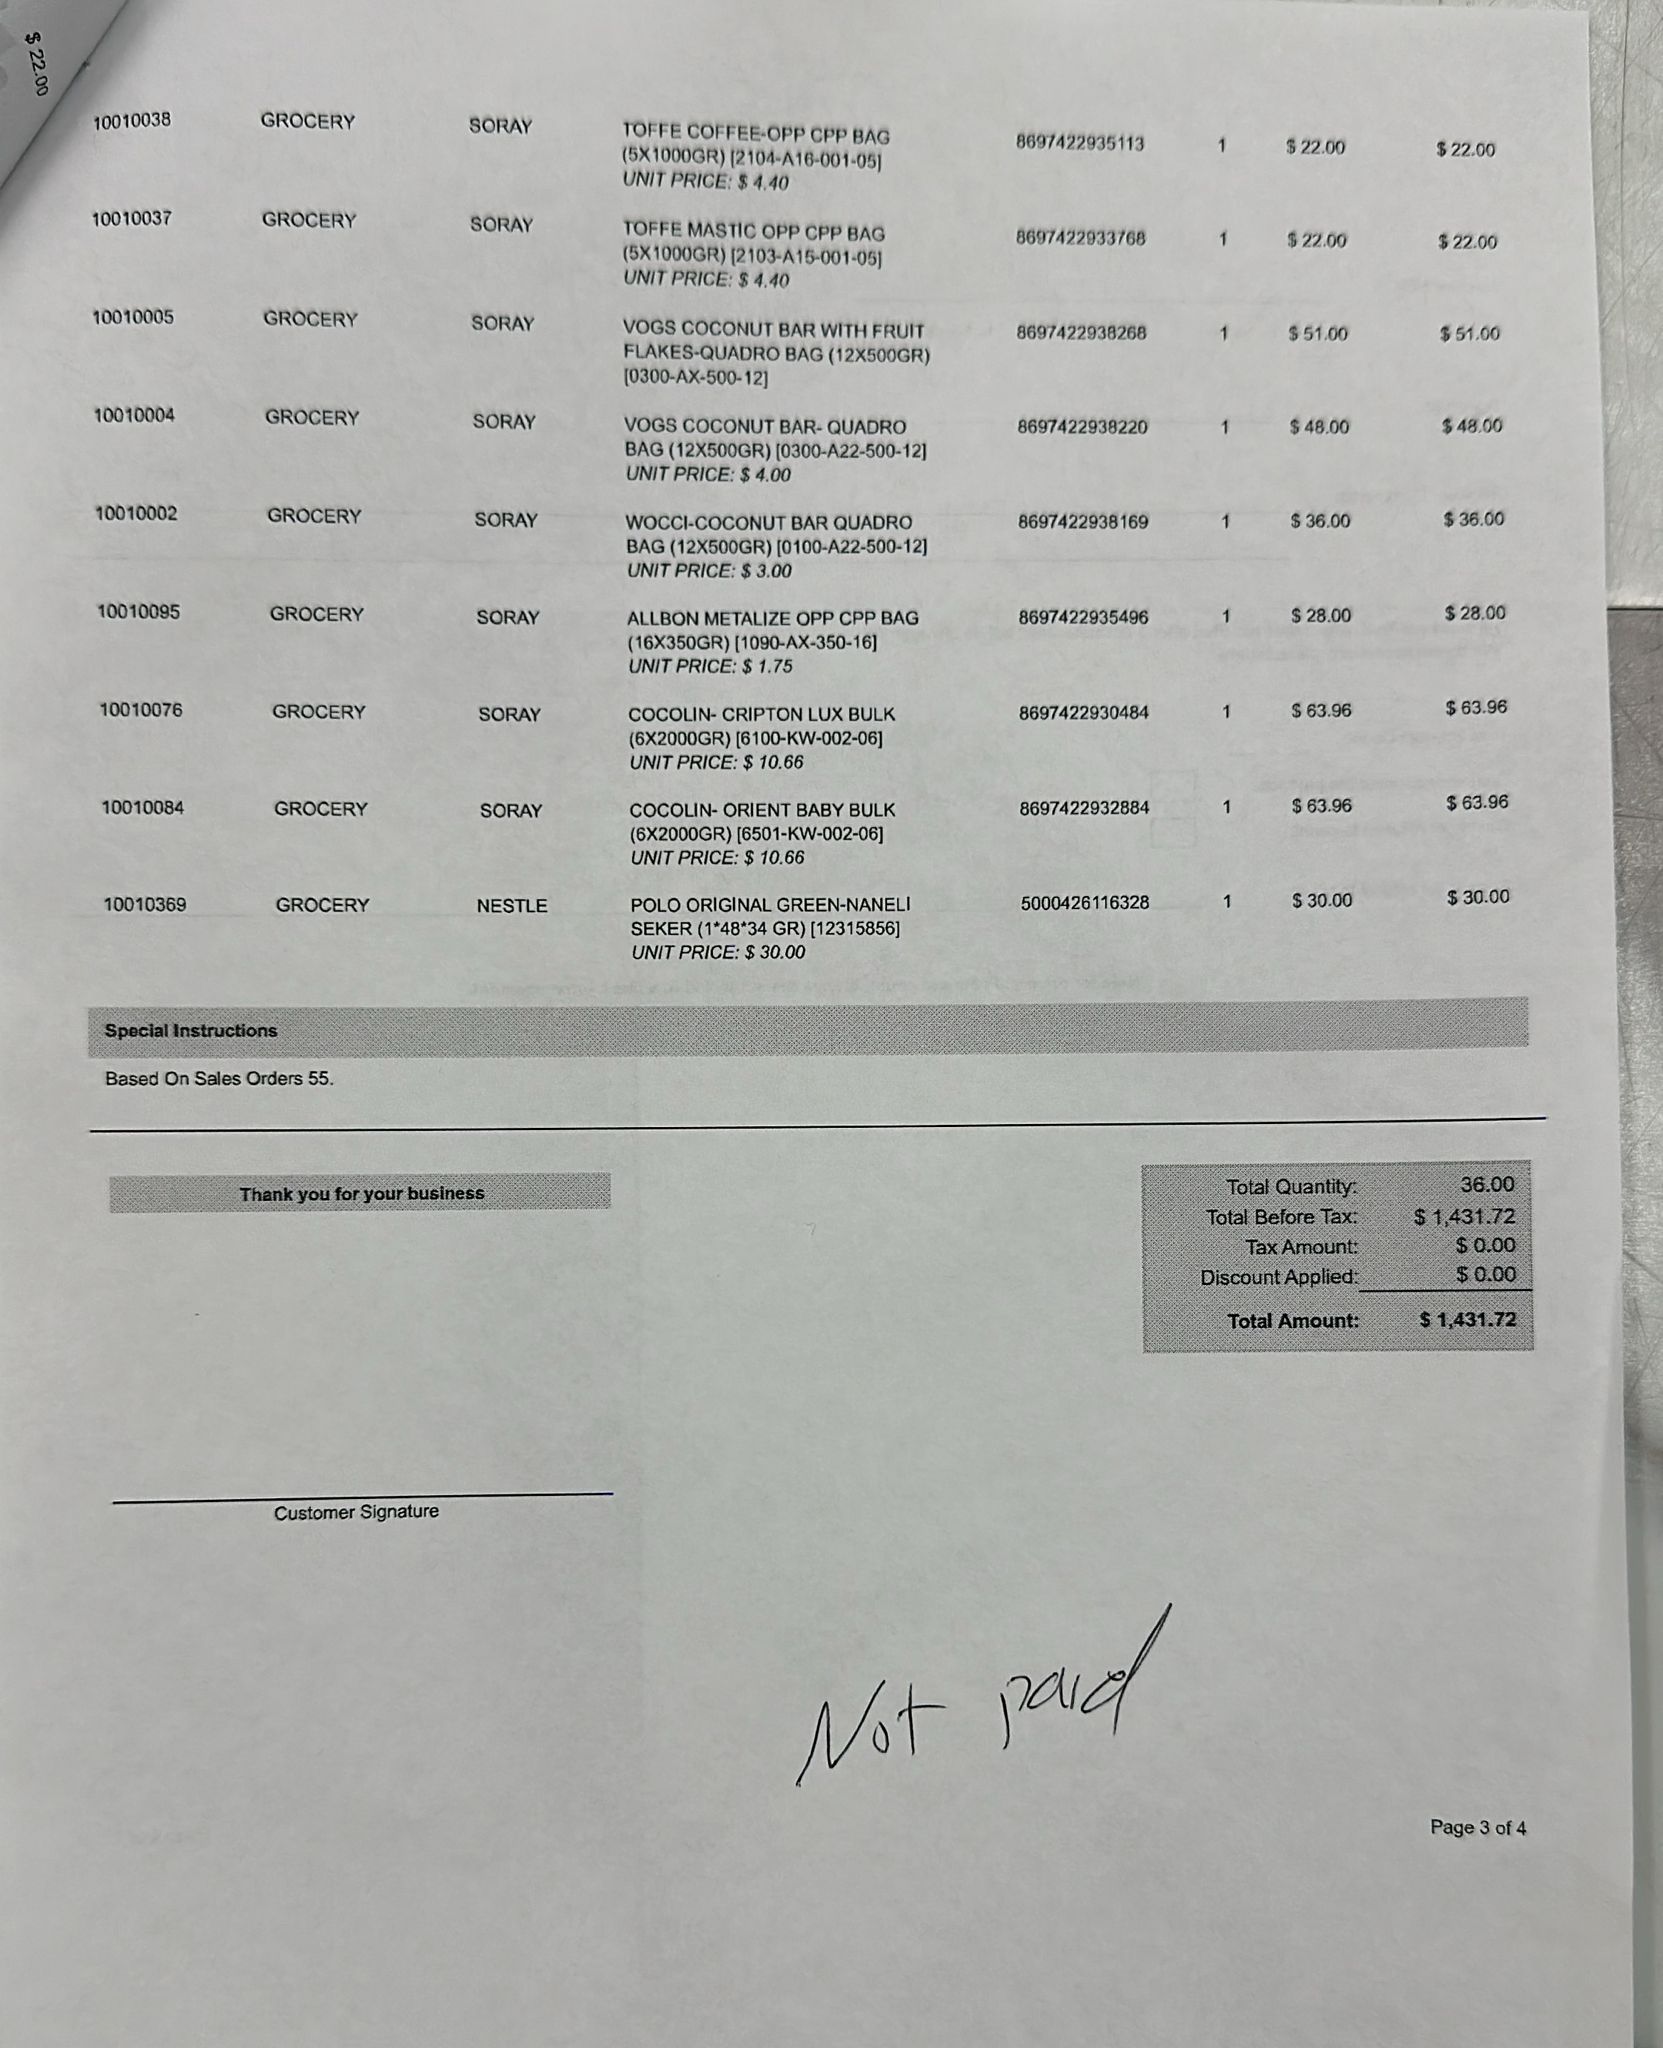 $ 22.00
10010038 GROCERY SORAY TOFFE COFFEE-OPP CPP BAG 8697422935113 1 $ 22.00 $ 22.00
(5X1000GR) [2104-A16-001-05]
UNIT PRICE: $ 4.40
10010037 GROCERY SORAY TOFFE MASTIC OPP CPP BAG 8697422933768 1 $ 22.00 $ 22.00
(5X1000GR) [2103-A15-001-05]
UNIT PRICE: $ 4.40
10010005 GROCERY SORAY VOGS COCONUT BAR WITH FRUIT 8697422938268 1 $ 51.00 $ 51.00
FLAKES-QUADRO BAG (12X500GR)
[0300-AX-500-12]
10010004 GROCERY SORAY VOGS COCONUT BAR- QUADRO 8697422938220 1 $ 48.00 $ 48.00
BAG (12X500GR) [0300-A22-500-12]
UNIT PRICE: $ 4.00
10010002 GROCERY SORAY WOCCI-COCONUT BAR QUADRO 8697422938169 1 $ 36.00 $ 36.00
BAG (12X500GR) [0100-A22-500-12]
UNIT PRICE: $ 3.00
10010095 GROCERY SORAY ALLBON METALIZE OPP CPP BAG 8697422935496 1 $ 28.00 $ 28.00
(16X350GR) [1090-AX-350-16]
UNIT PRICE: $ 1.75
10010076 GROCERY SORAY COCOLIN- CRIPTON LUX BULK 8697422930484 1 $ 63.96 $ 63.96
(6X2000GR) [6100-KW-002-06]
UNIT PRICE: $ 10.66
10010084 GROCERY SORAY COCOLIN- ORIENT BABY BULK 8697422932884 1 $ 63.96 $ 63.96
(6X2000GR) [6501-KW-002-06]
UNIT PRICE: $ 10.66
10010369 GROCERY NESTLE POLO ORIGINAL GREEN-NANELI 5000426116328 1 $ 30.00 $ 30.00
SEKER (1*48*34 GR) [12315856]
UNIT PRICE: $ 30.00
Special Instructions
Based On Sales Orders 55.
Thank you for your business
Total Quantity: 36.00
Total Before Tax: $ 1,431.72
Tax Amount: $ 0.00
Discount Applied: $ 0.00
Total Amount: $ 1,431.72
Customer Signature
Not paid
Page 3 of 4